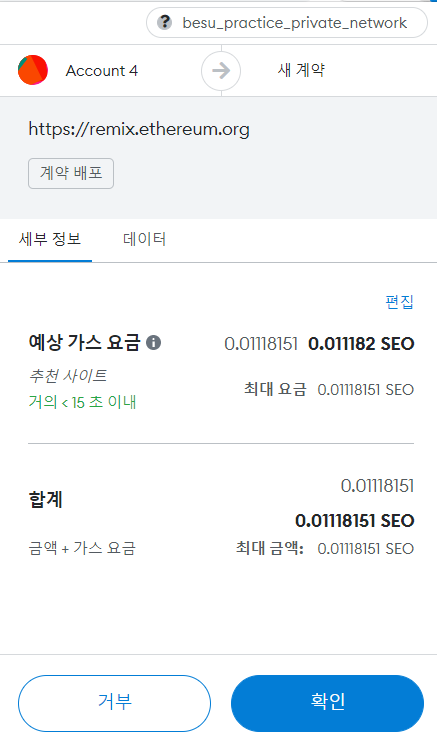 besu_practice_private_network
Account 4
새 계약
https://remix.ethereum.org
계약 배포
세부 정보 데이터
편집
예상 가스 요금 0.01118151 0.011182 SEO
추천 사이트
거의 < 15 초 이내
최대 요금 0.01118151 SEO
0.01118151
합계
0.01118151 SEO
금액 + 가스 요금 최대 금액: 0.01118151 SEO
거부 확인